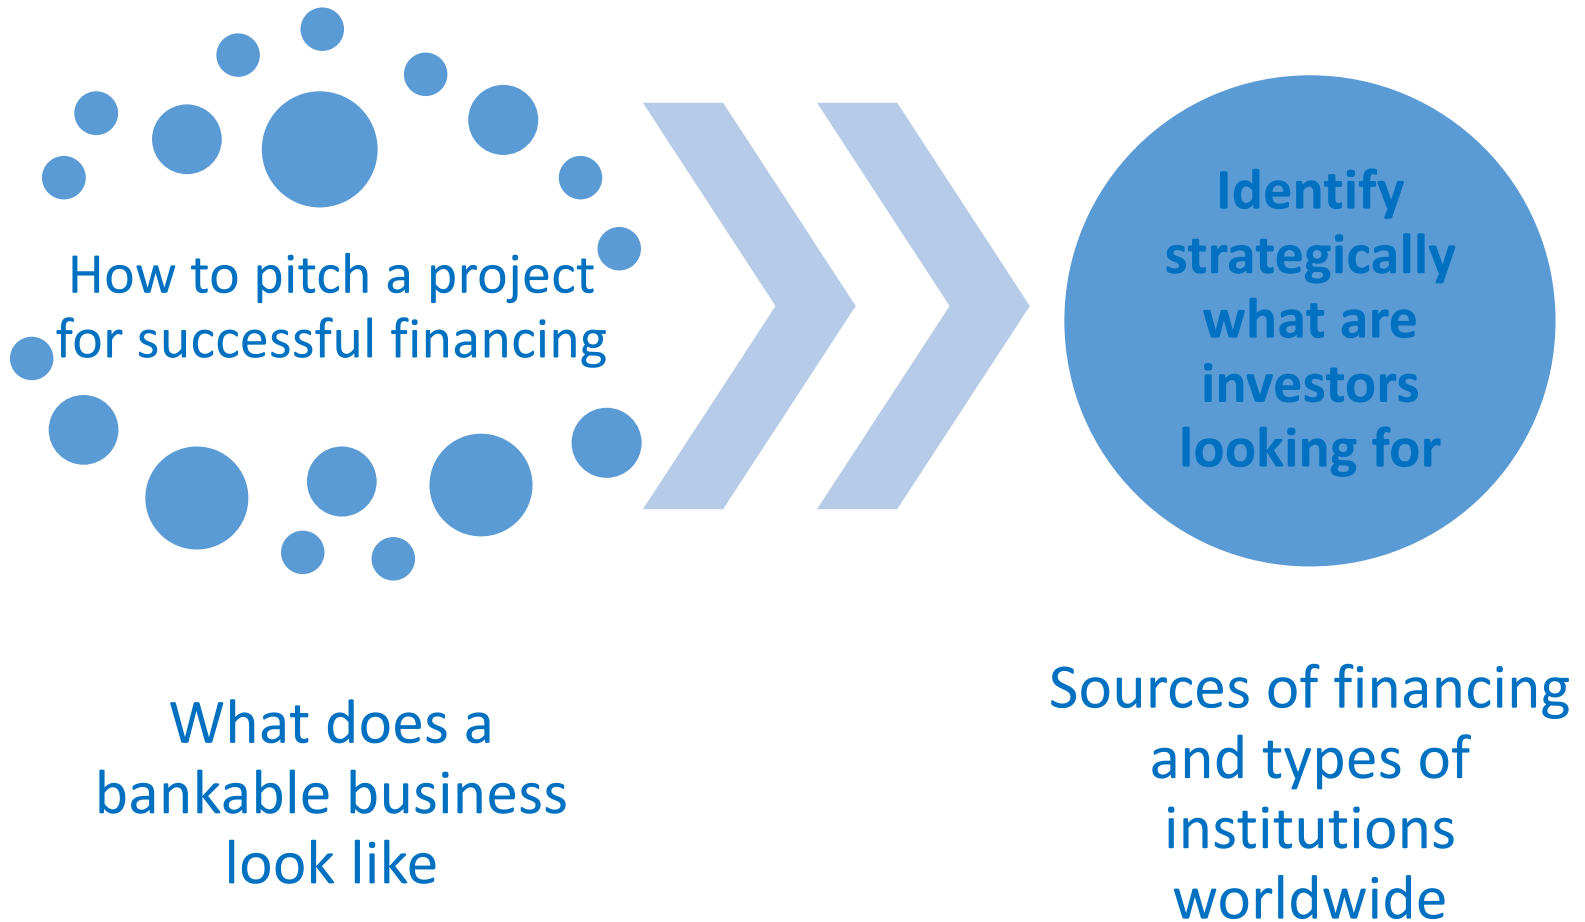 How to pitch a project
for successful financing
What does a
bankable business
look like
Identify
strategically
what are
investors
looking for
Sources of financing
and types of
institutions
worldwide